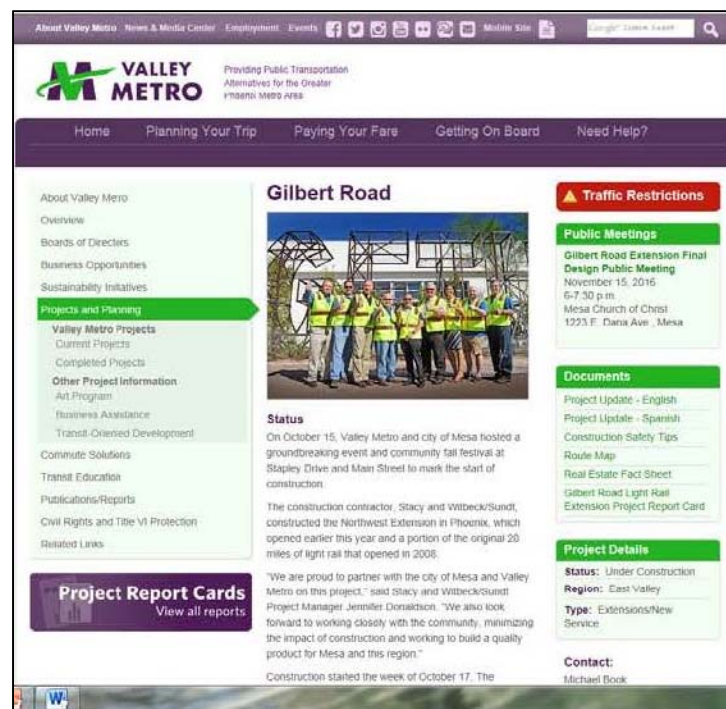 About Valley Metro News & Media Center Employment Events Mobile Site
Google Custom Search
VALLEY
METRO
Providing Public Transportation
Alternatives for the Greater
Phoenix Metro Area
Home Planning Your Trip Paying Your Fare Getting On Board Need Help?
About Valley Metro
Overview
Boards of Directors
Business Opportunities
Sustainability Initiatives
Projects and Planning
Valley Metro Projects
Current Projects
Completed Projects
Other Project Information
Art Program
Business Assistance
Transit-Oriented Development
Commute Solutions
Transit Education
Publications/Reports
Civil Rights and Title VI Protection
Related Links
Project Report Cards
View all reports
Gilbert Road
Status
On October 15, Valley Metro and city of Mesa hosted a
groundbreaking event and community fall festival at
Stapley Drive and Main Street to mark the start of
construction.
The construction contractor, Stacy and Witbeck/Sundt,
constructed the Northwest Extension in Phoenix, which
opened earlier this year and a portion of the original 20
miles of light rail that opened in 2008.
"We are proud to partner with the city of Mesa and Valley
Metro on this project," said Stacy and Witbeck/Sundt
Project Manager Jennifer Donaldson. "We also look
forward to working closely with the community, minimizing
the impact of construction and working to build a quality
product for Mesa and this region."
Construction started the week of October 17. The
Traffic Restrictions
Public Meetings
Gilbert Road Extension Final
Design Public Meeting
November 15, 2016
6-7:30 p.m.
Mesa Church of Christ
1223 E. Dana Ave., Mesa
Documents
Project Update - English
Project Update - Spanish
Construction Safety Tips
Route Map
Real Estate Fact Sheet
Gilbert Road Light Rail
Extension Project Report Card
Project Details
Status: Under Construction
Region: East Valley
Type: Extensions/New
Service
Contact:
Michael Book